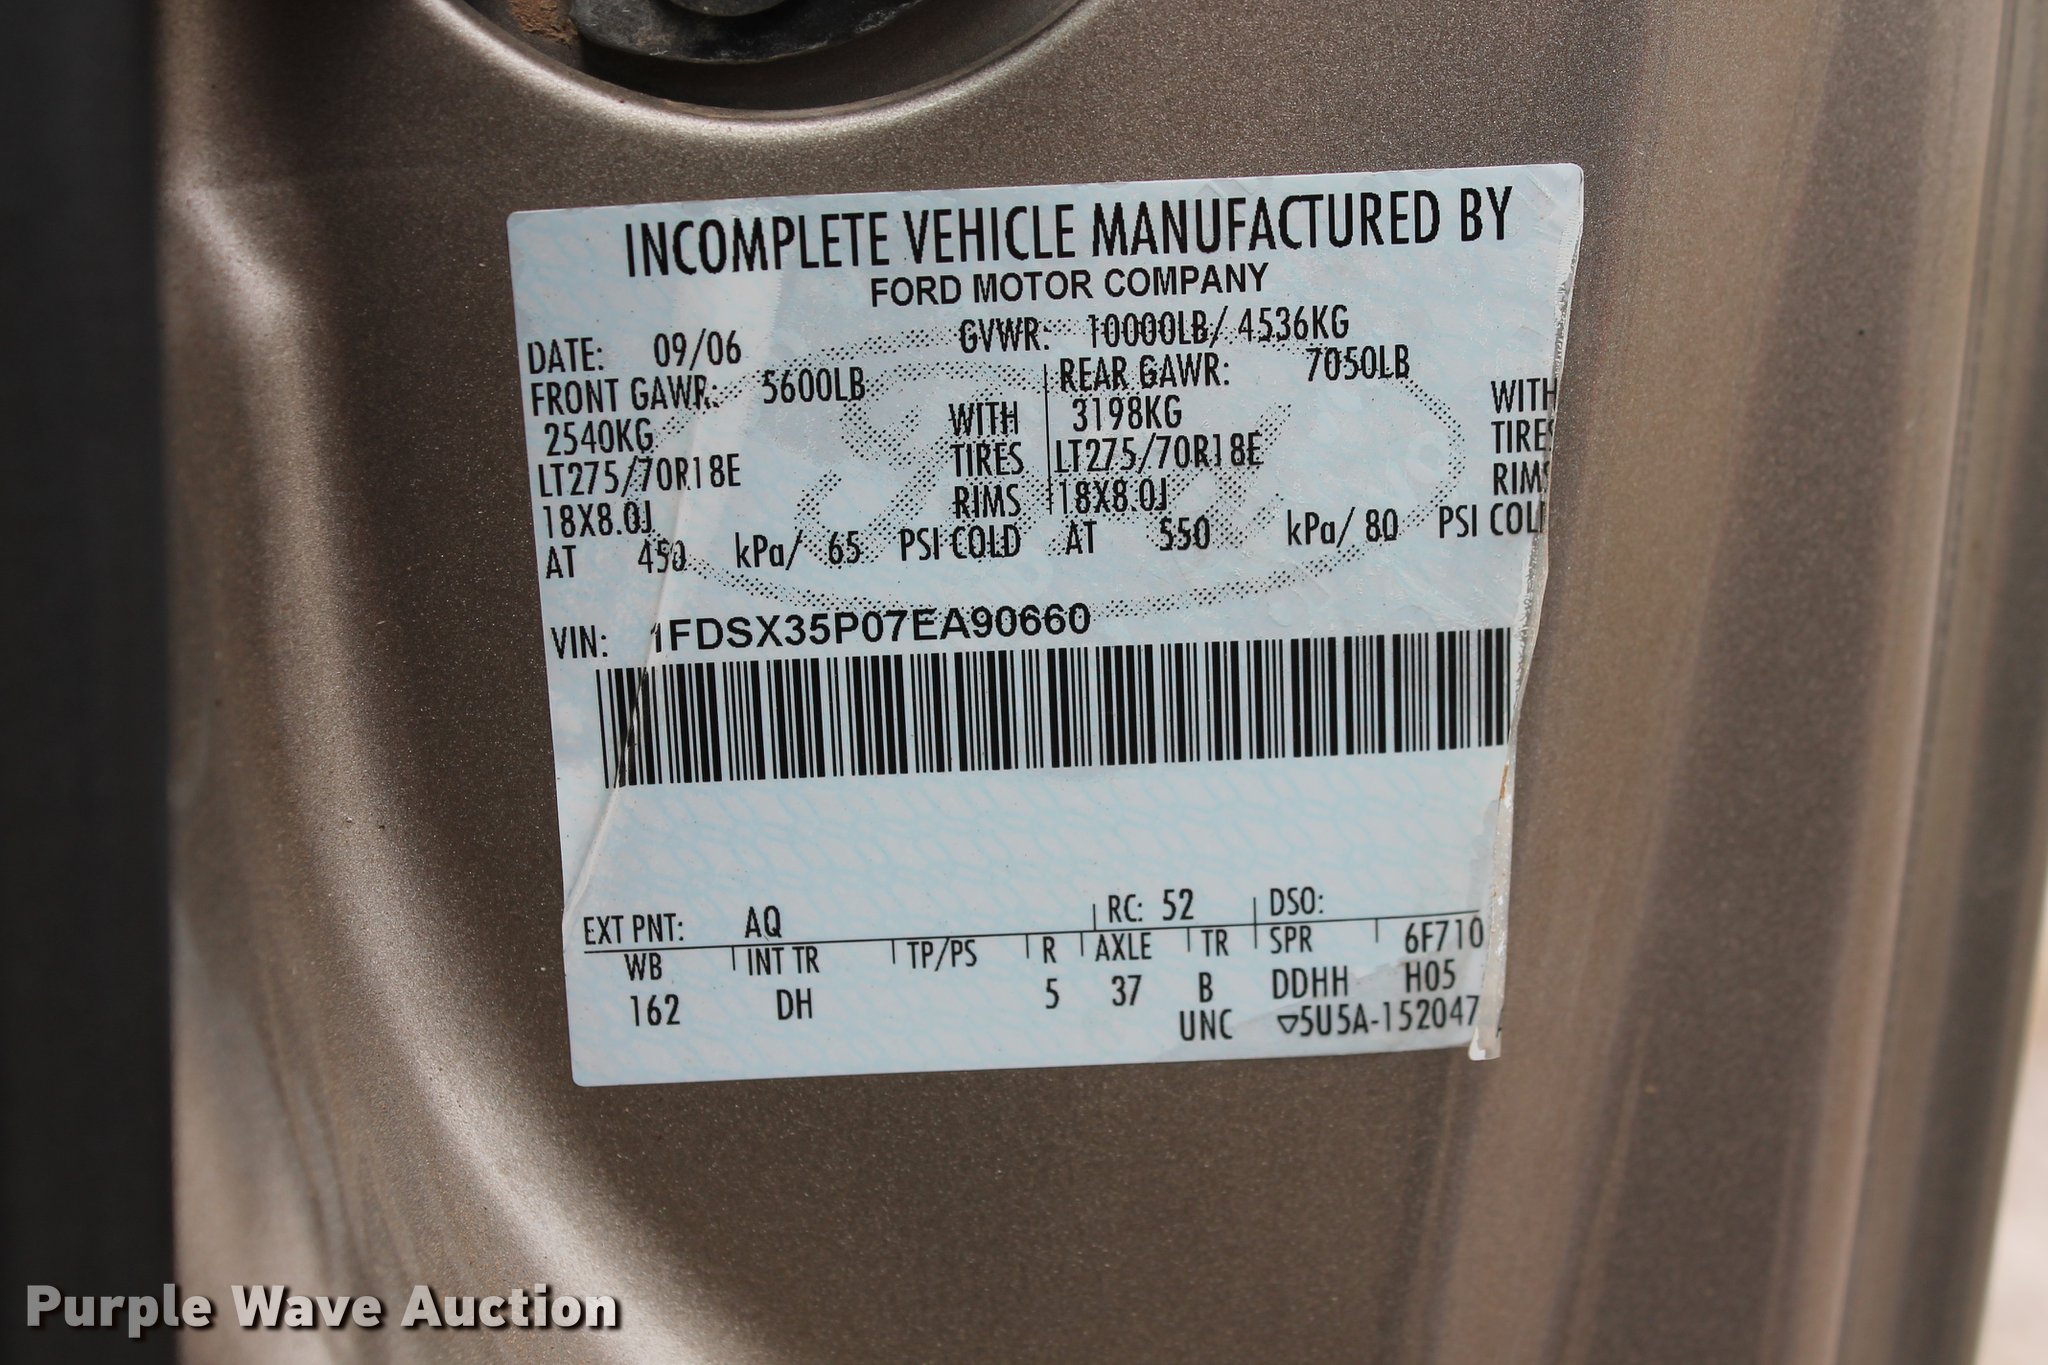 INCOMPLETE VEHICLE MANUFACTURED BY
FORD MOTOR COMPANY
DATE: 09/06 GVWR: 10000LB/ 4536KG
FRONT GAWR: 5600LB REAR GAWR: 7050LB
2540KG WITH 3198KG WITH
LT275/70R18E TIRES LT275/70R18E TIRES
18X8.0J RIMS 18X8.0J RIMS
AT 450 kPa/ 65 PSI COLD AT 550 kPa/ 80 PSI COLD
VIN: 1FDSX35P07EA90660
EXT PNT: AQ RC: 52 DSO:
WB INT TR TP/PS R AXLE TR SPR 6F710
162 DH 5 37 B DDHH H05
UNC ▽5U5A-152047
Purple Wave Auction